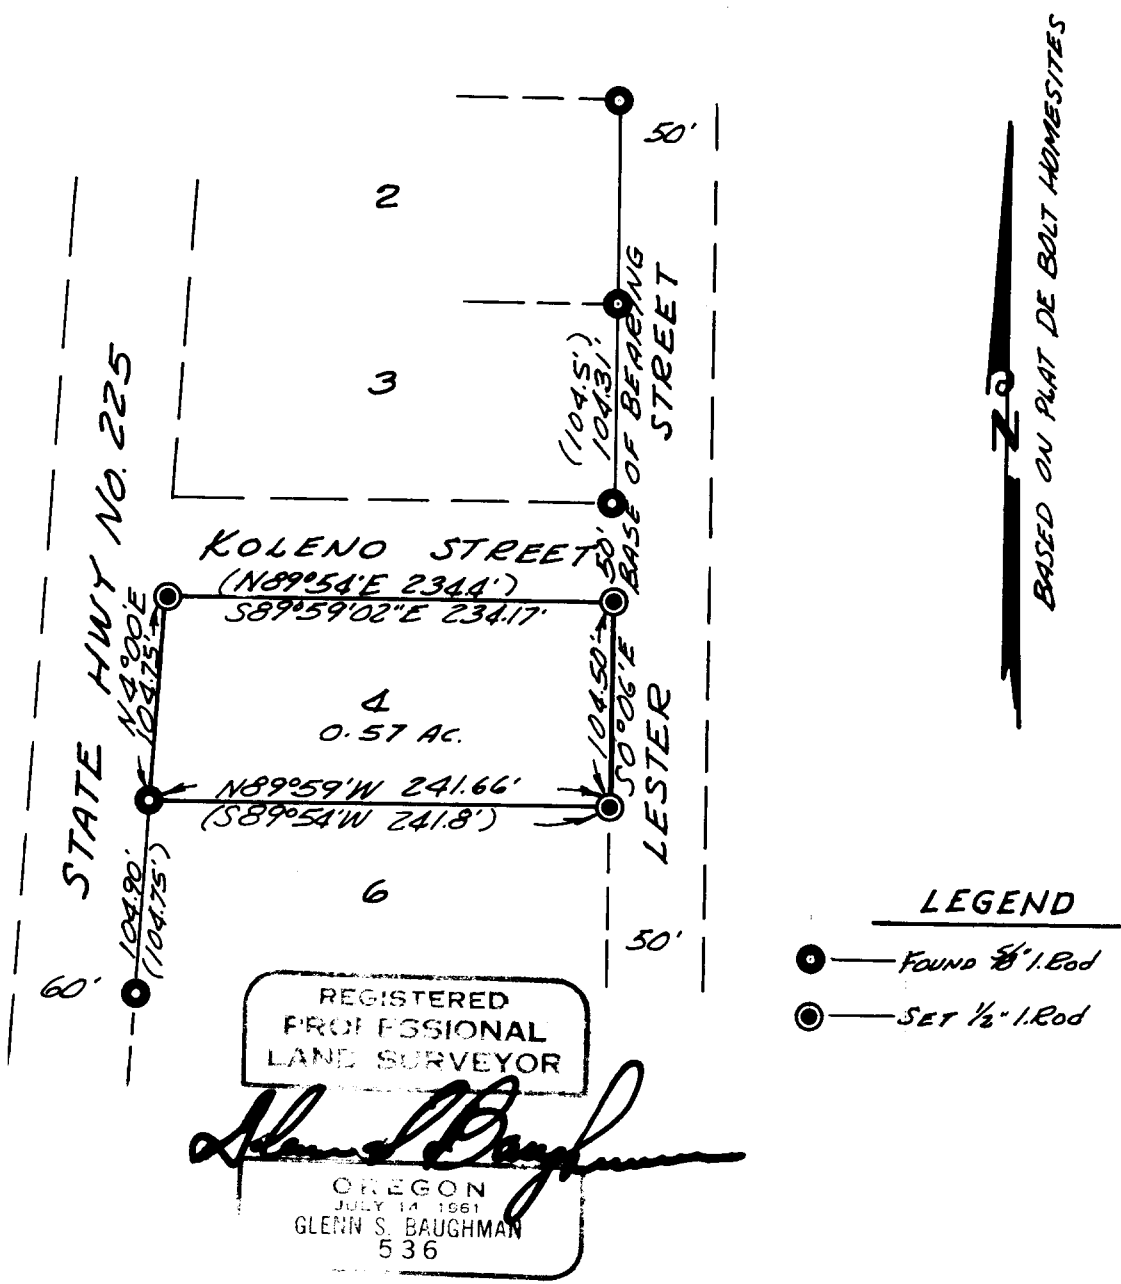 50'
2
3
(104.5')
104.31'
BASE OF BEARING
STREET
LESTER
STATE HWY No. 225
KOLENO STREET
50'
(N89°54'E 234.4')
S89°59'02"E 234.17'
N4°00'E
104.75'
4
0.57 AC.
104.50'
S0°06'E
N89°59'W 241.66'
(S89°54'W 241.8')
104.90'
(104.75')
6
50'
60'
N
BASED ON PLAT DE BOLT HOMESITES
LEGEND
FOUND 5/8" I.Rod
SET 1/2" I.Rod
REGISTERED
PROFESSIONAL
LAND SURVEYOR
Glenn S Baughman
OREGON
JULY 14 1961
GLENN S. BAUGHMAN
536